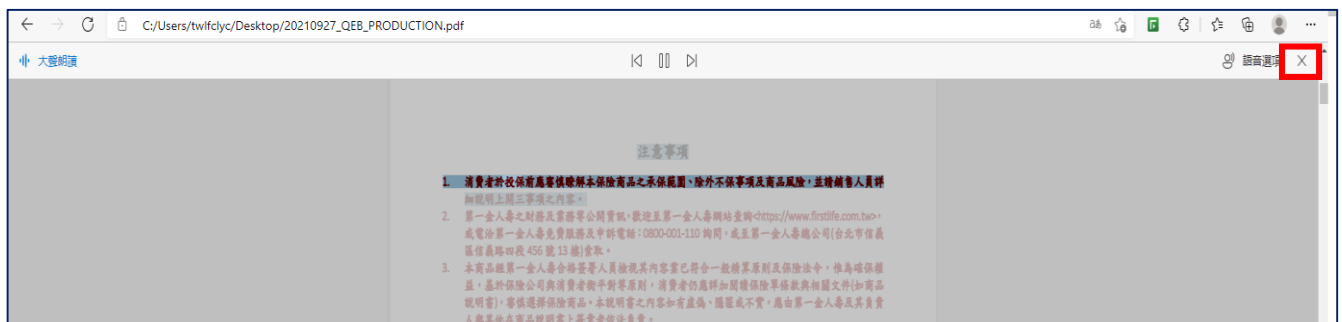 C:/Users/twlfclyc/Desktop/20210927_QEB_PRODUCTION.pdf
大聲朗讀
語音選項
注意事項
1. 消費者於投保前應審慎瞭解本保險商品之承保範圍、除外不保事項及商品風險，並請銷售人員詳
細說明上開三事項之內容。
2. 第一金人壽之財務及業務等公開資訊，歡迎至第一金人壽網站查詢<https://www.firstlife.com.tw>，
或電洽第一金人壽免費服務及申訴電話：0800-001-110 詢問，或至第一金人壽總公司(台北市信義
區信義路四段 456 號 13 樓)索取。
3. 本商品經第一金人壽合格簽署人員檢視其內容業已符合一般精算原則及保險法令，惟為確保權
益，基於保險公司與消費者衡平對等原則，消費者仍應詳加閱讀保險單條款與相關文件(如商品
說明書)，審慎選擇保險商品。本說明書之內容如有虛偽、隱匿或不實，應由第一金人壽及其負責